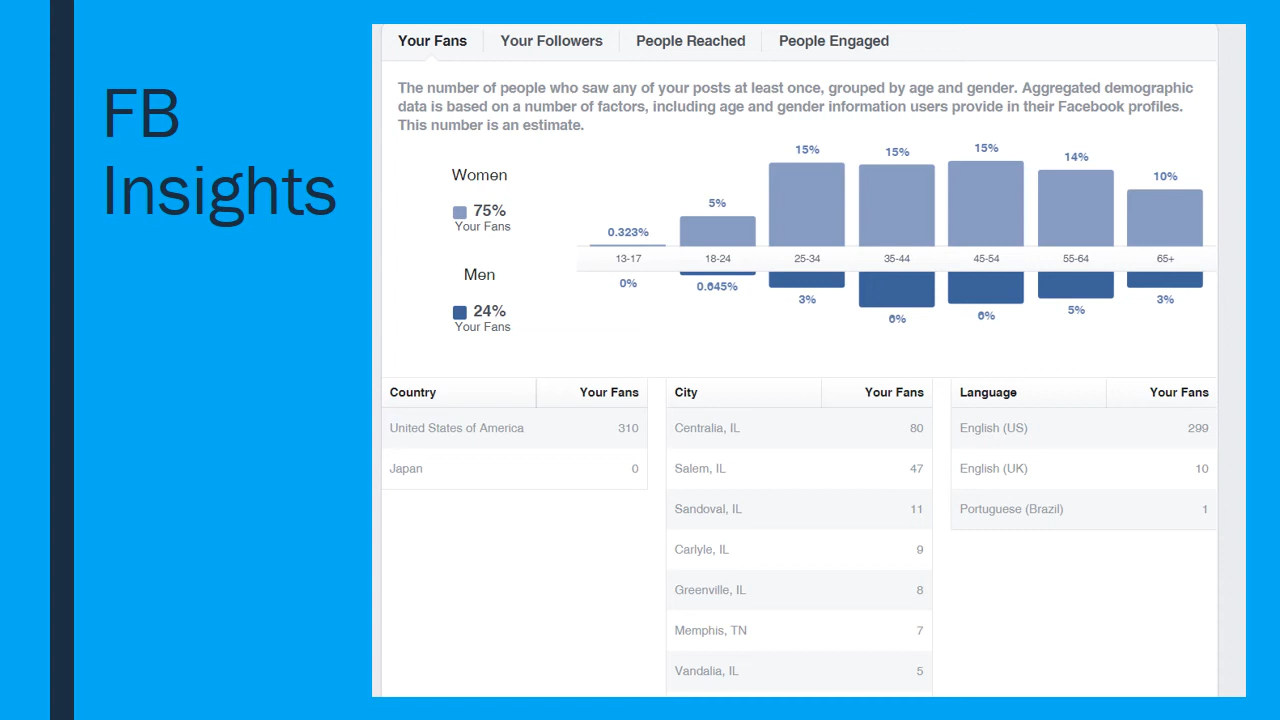 FB
Insights
Your Fans Your Followers People Reached People Engaged
The number of people who saw any of your posts at least once, grouped by age and gender. Aggregated demographic
data is based on a number of factors, including age and gender information users provide in their Facebook profiles.
This number is an estimate.
Women
75%
Your Fans
0.323% 5% 15% 15% 15% 14% 10%
13-17 18-24 25-34 35-44 45-54 55-64 65+
Men
24%
Your Fans
0% 0.645% 3% 6% 6% 5% 3%
Country Your Fans
United States of America 310
Japan 0
City Your Fans
Centralia, IL 80
Salem, IL 47
Sandoval, IL 11
Carlyle, IL 9
Greenville, IL 8
Memphis, TN 7
Vandalia, IL 5
Language Your Fans
English (US) 299
English (UK) 10
Portuguese (Brazil) 1